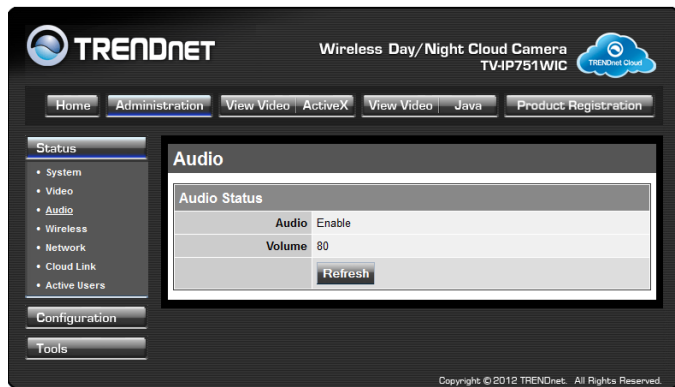 TRENDNET
Wireless Day/Night Cloud Camera
TV-IP751WIC
TRENDnet Cloud
Home Administration View Video ActiveX View Video Java Product Registration
Status
• System
• Video
• Audio
• Wireless
• Network
• Cloud Link
• Active Users
Configuration
Tools
Audio
Audio Status
Audio Enable
Volume 80
Refresh
Copyright © 2012 TRENDnet. All Rights Reserved.